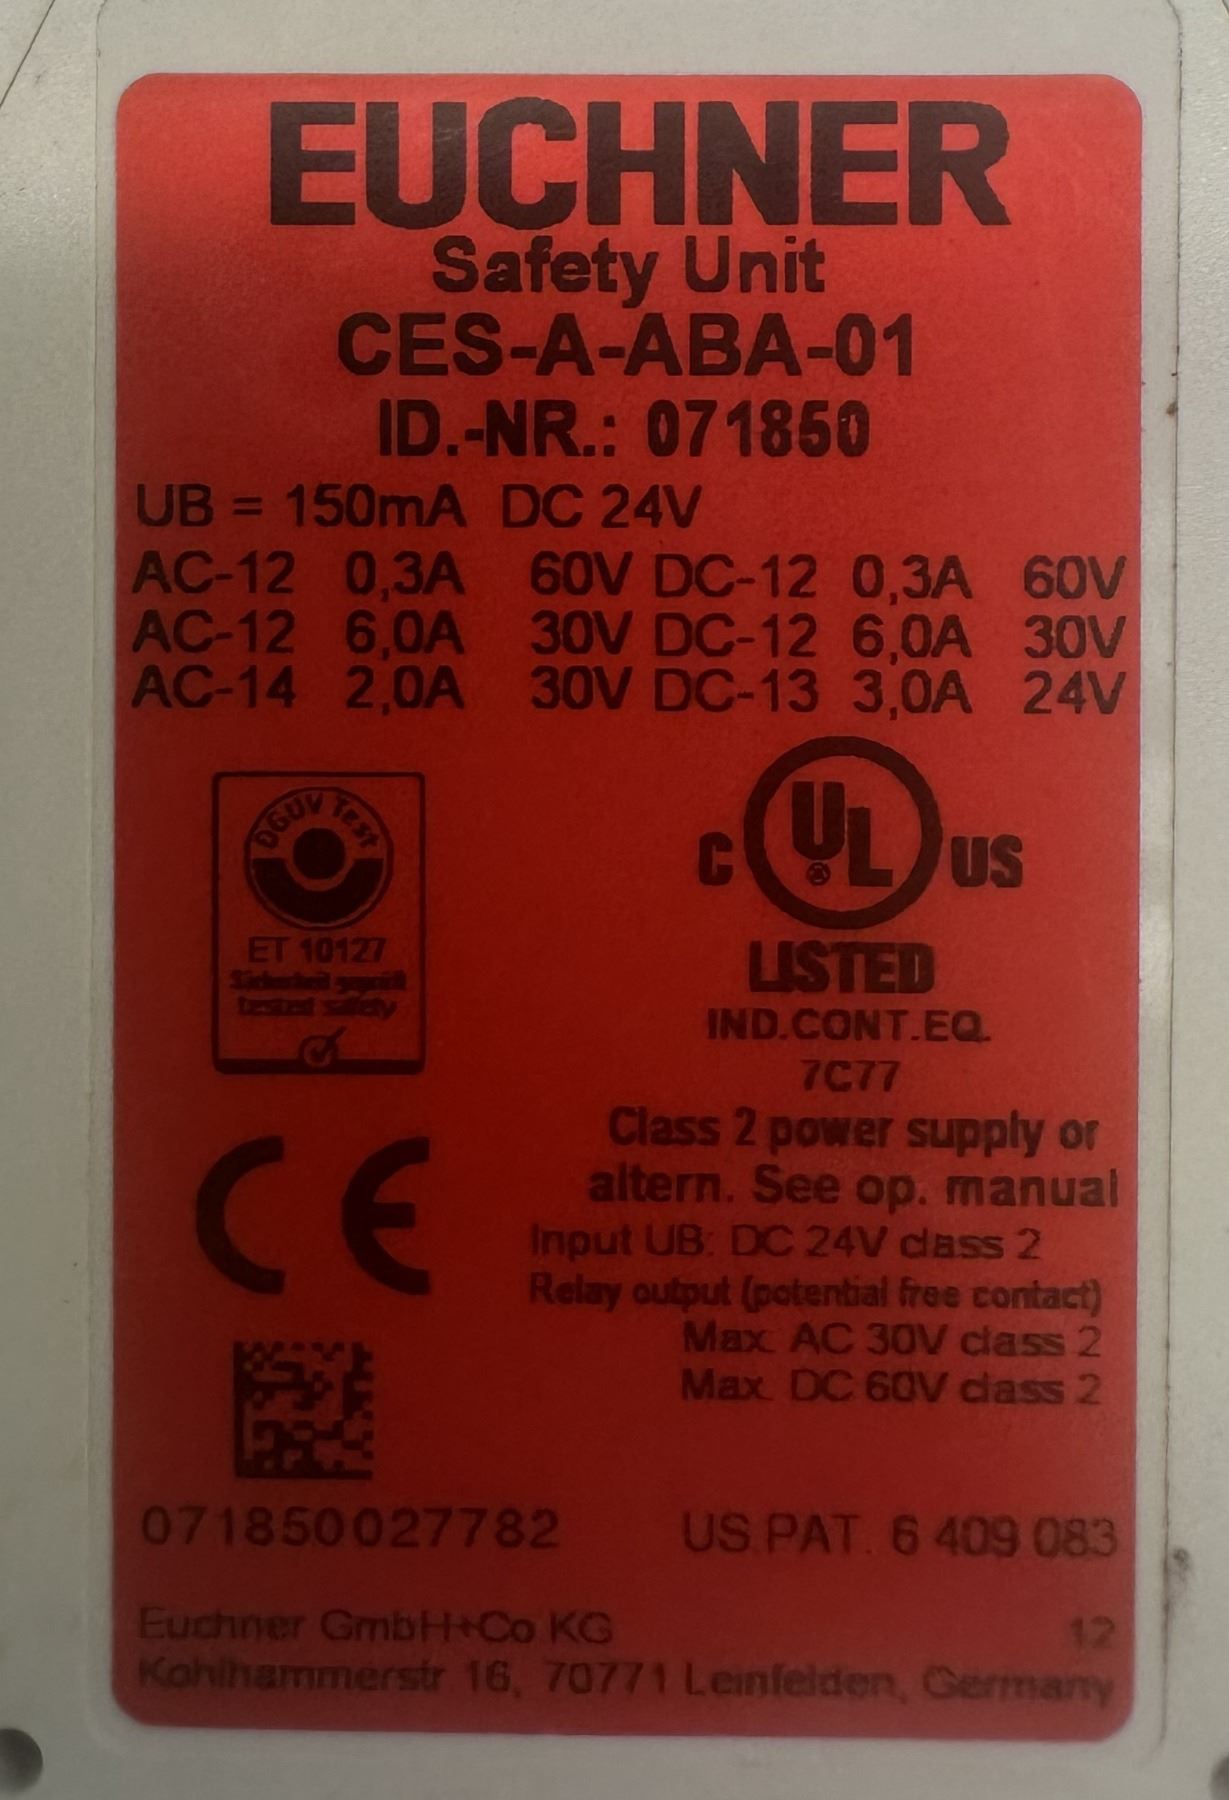 EUCHNER
Safety Unit
CES-A-ABA-01
ID.-NR.: 071850
UB = 150mA DC 24V
AC-12 0,3A 60V DC-12 0,3A 60V
AC-12 6,0A 30V DC-12 6,0A 30V
AC-14 2,0A 30V DC-13 3,0A 24V
DGUV Test
ET 10127
Sicherheit geprüft
tested safety
C UL® US
LISTED
IND.CONT.EQ.
7C77
Class 2 power supply or
altern. See op. manual
Input UB: DC 24V class 2
Relay output (potential free contact)
Max. AC 30V class 2
Max. DC 60V class 2
CE
071850027782 US PAT. 6 409 083
Euchner GmbH+Co KG 12
Kohlhammerstr 16, 70771 Leinfelden, Germany